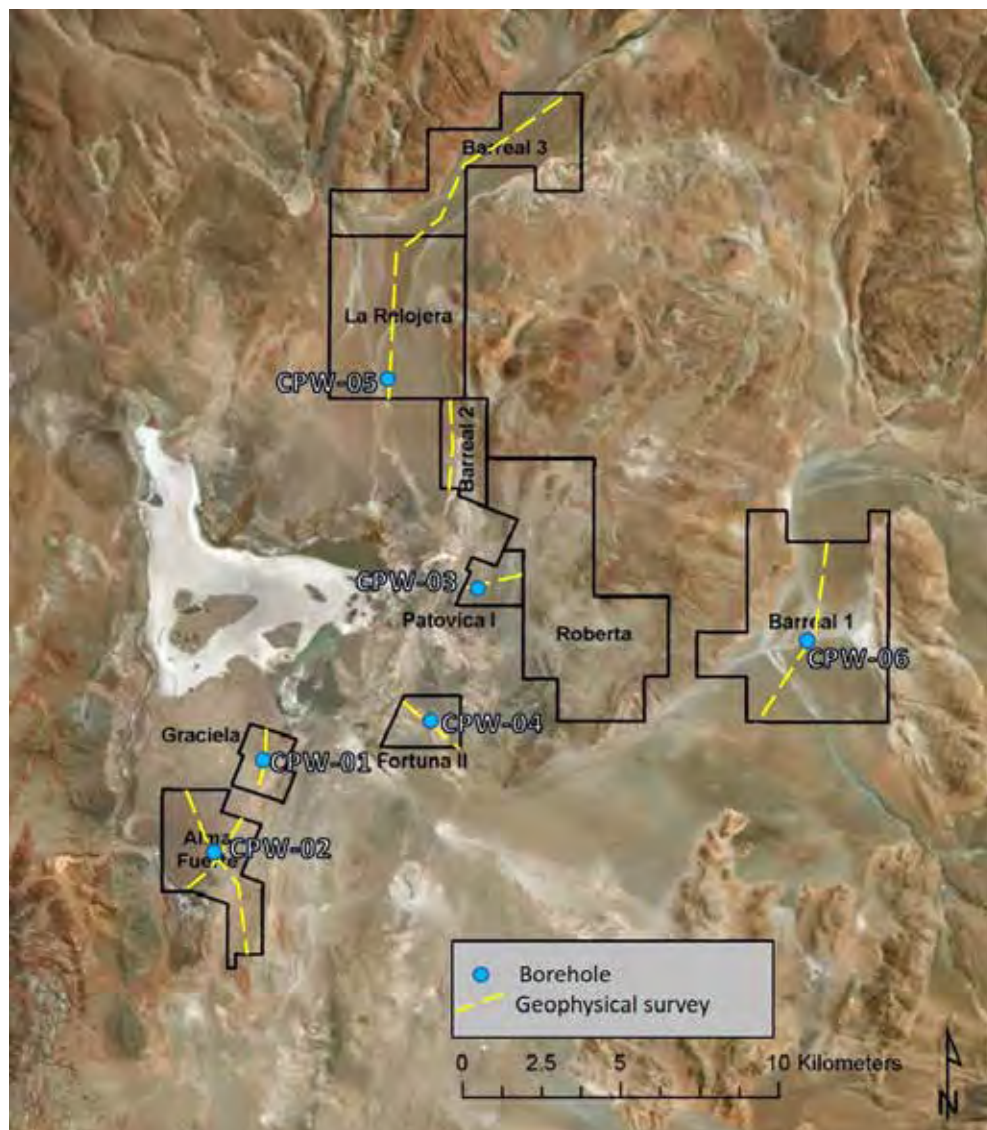 Barreal 3
La Relojera
CPW-05
Barreal 2
CPW-03
Patovica I
Roberta
Barreal 1
CPW-06
CPW-04
Fortuna II
Graciela
CPW-01
Alma
Fuerte
CPW-02
Borehole
Geophysical survey
0 2.5 5 10 Kilometers
N